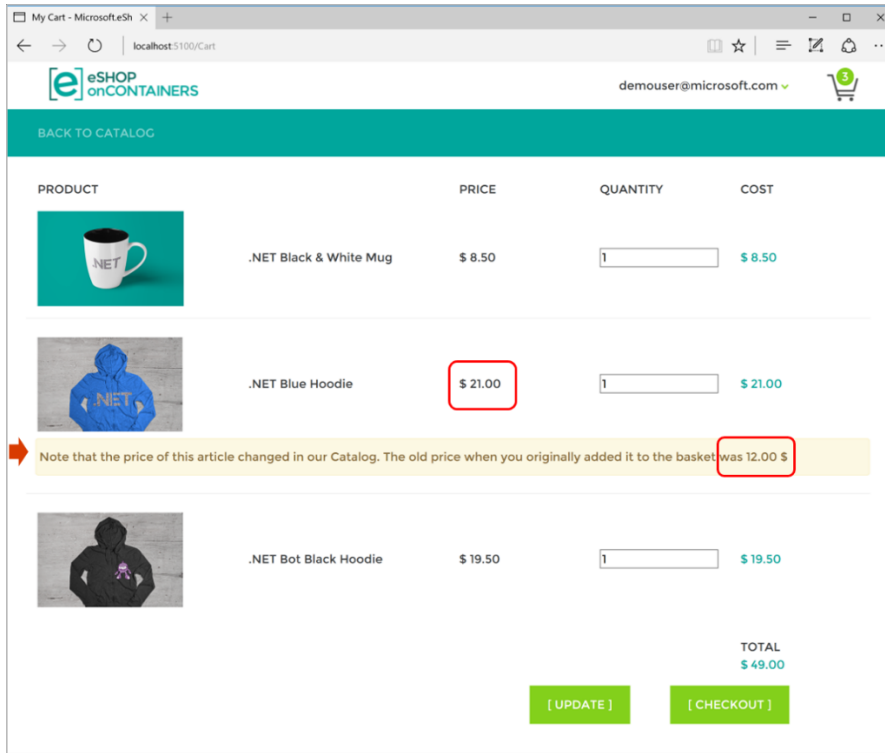 My Cart - Microsoft.eSh
localhost:5100/Cart
eSHOP
onCONTAINERS
demouser@microsoft.com
3
BACK TO CATALOG
PRODUCT PRICE QUANTITY COST
.NET
.NET Black & White Mug $ 8.50 1 $ 8.50
.NET
.NET Blue Hoodie $ 21.00 1 $ 21.00
Note that the price of this article changed in our Catalog. The old price when you originally added it to the basket was 12.00 $
.NET Bot Black Hoodie $ 19.50 1 $ 19.50
TOTAL
$ 49.00
[ UPDATE ] [ CHECKOUT ]